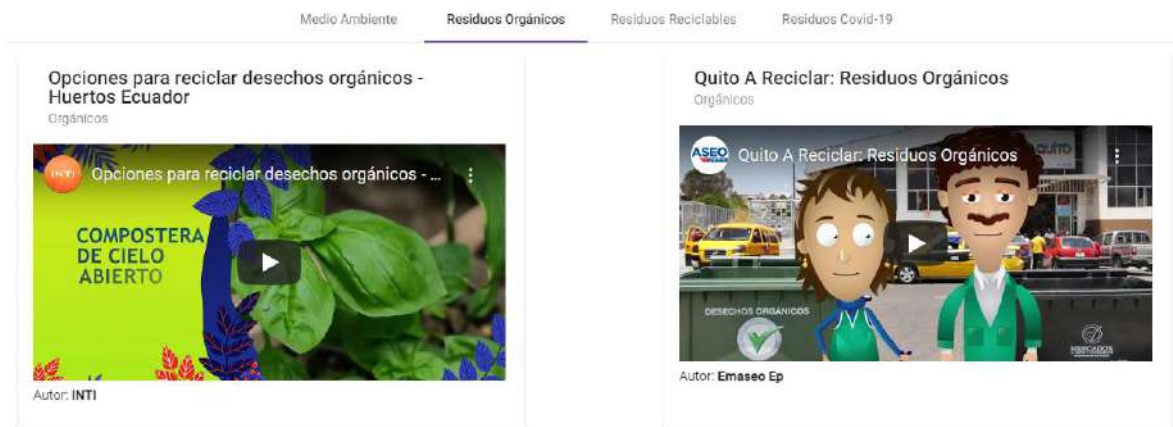 Medio Ambiente
Residuos Orgánicos
Residuos Reciclables
Residuos Covid-19
Opciones para reciclar desechos orgánicos -
Huertos Ecuador
Orgánicos
INTI
Opciones para reciclar desechos orgánicos - ...
COMPOSTERA
DE CIELO
ABIERTO
Autor: INTI
Quito A Reciclar: Residuos Orgánicos
Orgánicos
ASEO
Quito A Reciclar: Residuos Orgánicos
DESECHOS ORGÁNICOS
MERCADOS
Autor: Emaseo Ep